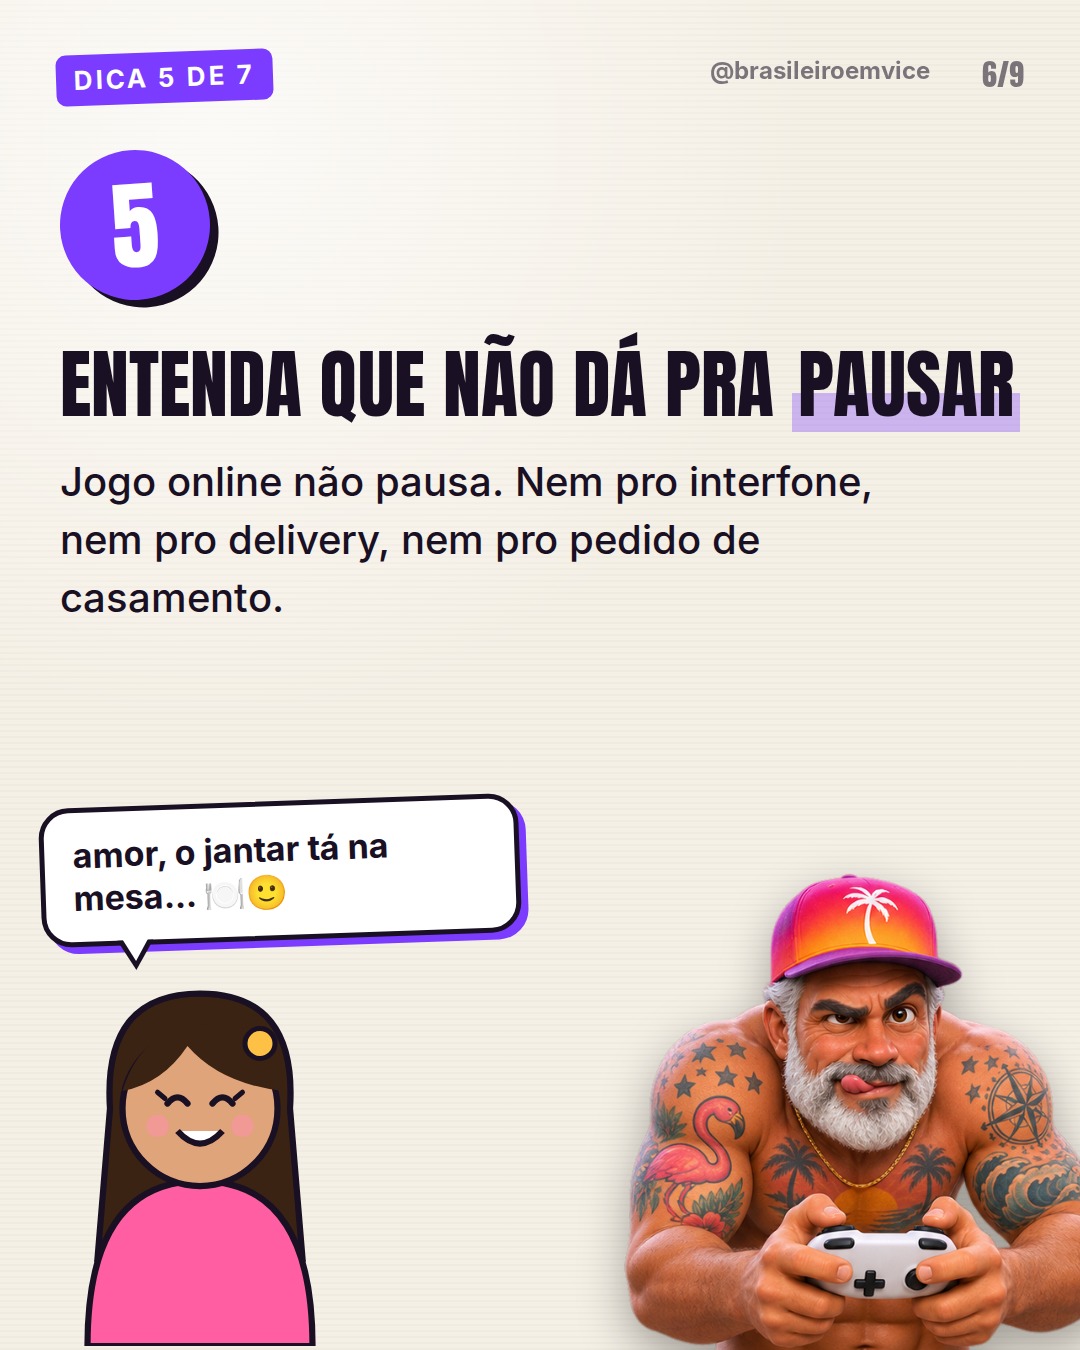 DICA 5 DE 7
@brasileiroemvice
6/9
5
ENTENDA QUE NÃO DÁ PRA PAUSAR
Jogo online não pausa. Nem pro interfone,
nem pro delivery, nem pro pedido de
casamento.
amor, o jantar tá na
mesa... 🍽️🙂